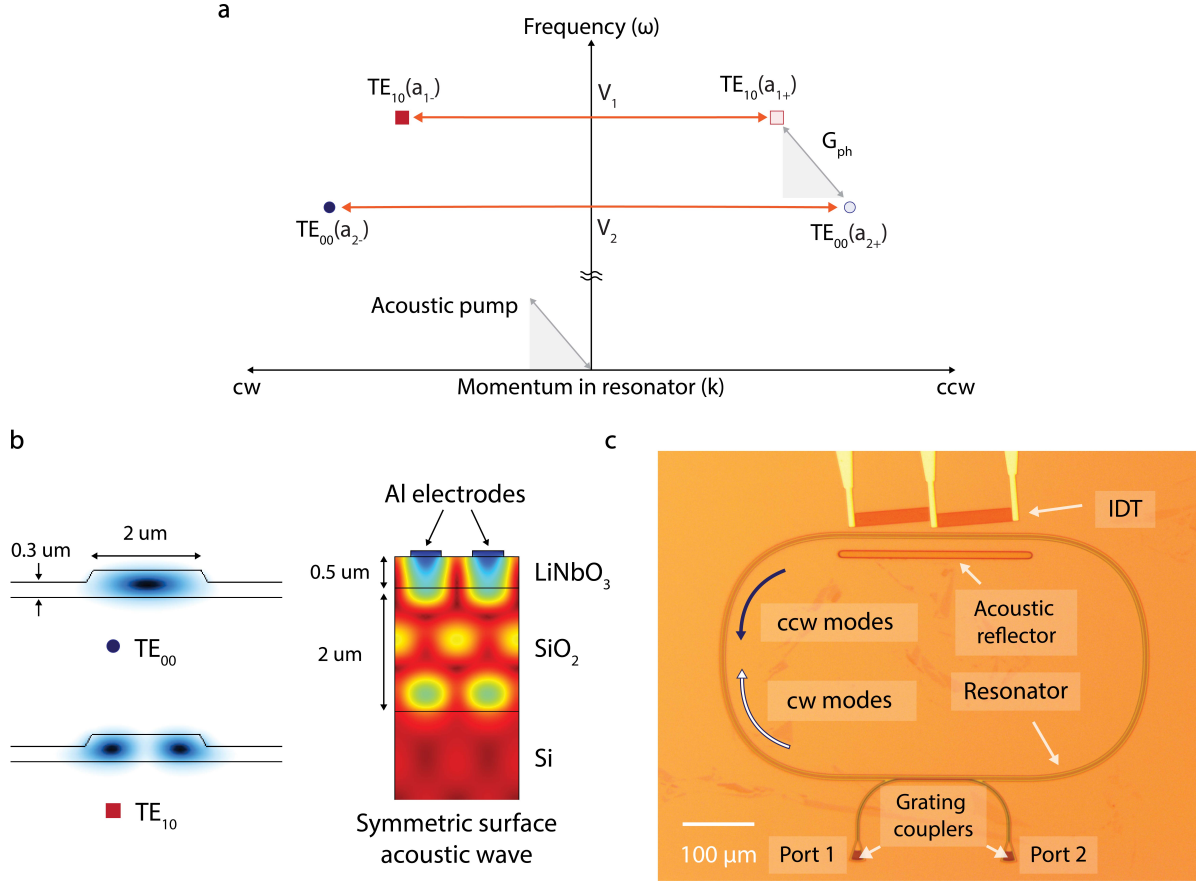 a
Frequency (ω)
TE10(a1-)
V1
TE10(a1+)
Gph
TE00(a2-)
V2
TE00(a2+)
Acoustic pump
cw
Momentum in resonator (k)
ccw
b
2 um
0.3 um
TE00
TE10
Al electrodes
0.5 um
2 um
LiNbO3
SiO2
Si
Symmetric surface
acoustic wave
c
IDT
Acoustic
reflector
ccw modes
cw modes
Resonator
Grating
couplers
100 μm
Port 1
Port 2